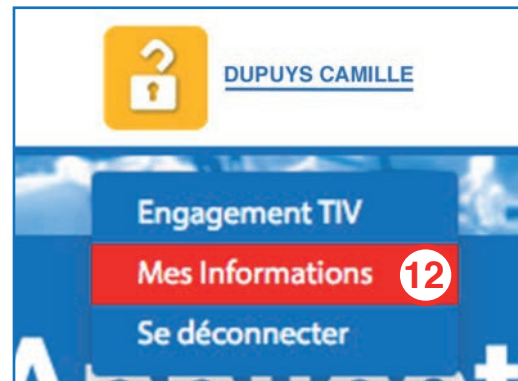 DUPUYS CAMILLE
Engagement TIV
Mes Informations 12
Se déconnecter